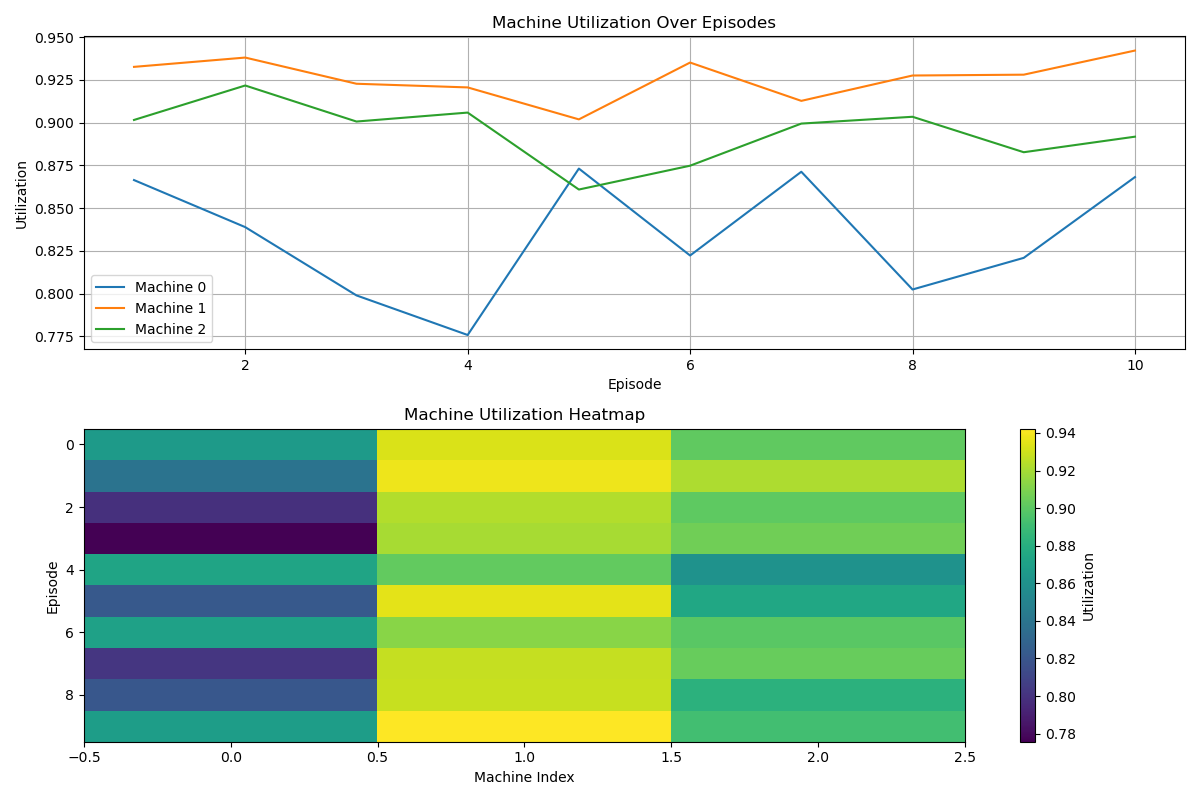 Machine Utilization Over Episodes
0.950
0.925
0.900
0.875
0.850
0.825
0.800
0.775
Utilization
Machine 0
Machine 1
Machine 2
2 4 6 8 10
Episode
Machine Utilization Heatmap
0
2
4
6
8
Episode
−0.5 0.0 0.5 1.0 1.5 2.0 2.5
Machine Index
0.94
0.92
0.90
0.88
0.86
0.84
0.82
0.80
0.78
Utilization